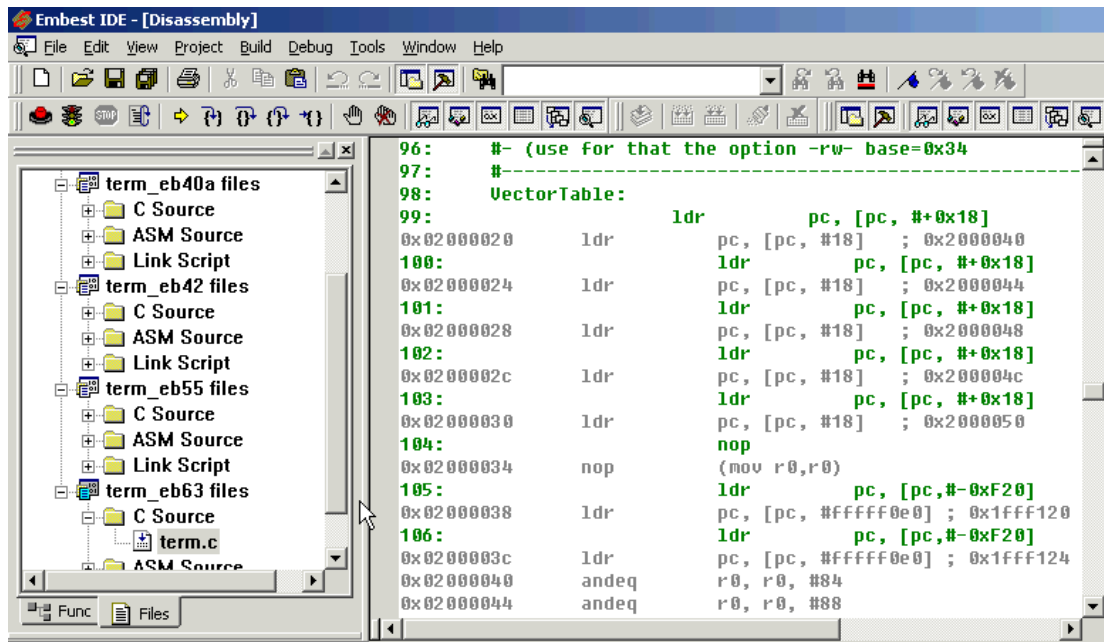 Embest IDE - [Disassembly]
File Edit View Project Build Debug Tools Window Help
term_eb40a files
C Source
ASM Source
Link Script
term_eb42 files
C Source
ASM Source
Link Script
term_eb55 files
C Source
ASM Source
Link Script
term_eb63 files
C Source
term.c
ASM Source
Func Files
96: #- (use for that the option -rw- base=0x34
97: #------------------------------------------------------
98: VectorTable:
99: ldr pc, [pc, #+0x18]
0x02000020 ldr pc, [pc, #18] ; 0x2000040
100: ldr pc, [pc, #+0x18]
0x02000024 ldr pc, [pc, #18] ; 0x2000044
101: ldr pc, [pc, #+0x18]
0x02000028 ldr pc, [pc, #18] ; 0x2000048
102: ldr pc, [pc, #+0x18]
0x0200002c ldr pc, [pc, #18] ; 0x200004c
103: ldr pc, [pc, #+0x18]
0x02000030 ldr pc, [pc, #18] ; 0x2000050
104: nop
0x02000034 nop (mov r0,r0)
105: ldr pc, [pc,#-0xF20]
0x02000038 ldr pc, [pc, #fffff0e0] ; 0x1fff120
106: ldr pc, [pc,#-0xF20]
0x0200003c ldr pc, [pc, #fffff0e0] ; 0x1fff124
0x02000040 andeq r0, r0, #84
0x02000044 andeq r0, r0, #88